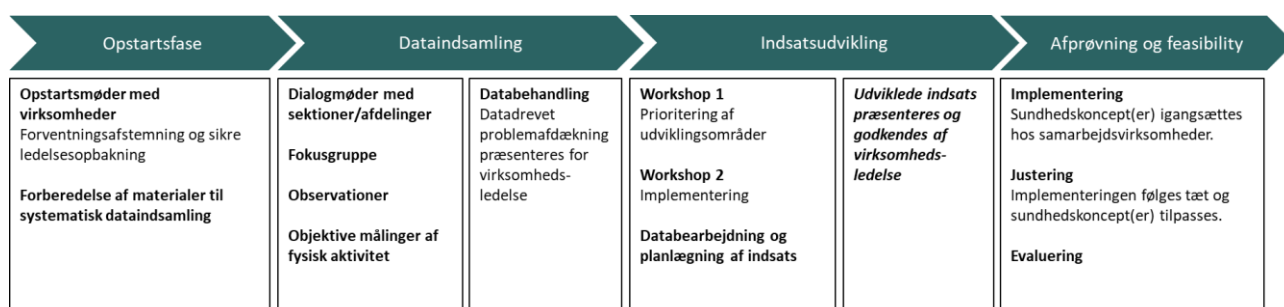 Opstartsfase
Dataindsamling
Indsatsudvikling
Afprøvning og feasibility
Opstartsmøder med
virksomheder
Forventningsafstemning og sikre
ledelsesopbakning
Forberedelse af materialer til
systematisk dataindsamling
Dialogmøder med
sektioner/afdelinger
Fokusgruppe
Observationer
Objektive målinger af
fysisk aktivitet
Databehandling
Datadrevet
problemafdækning
præsenteres for
virksomheds-
ledelse
Workshop 1
Prioritering af
udviklingsområder
Workshop 2
Implementering
Databearbejdning og
planlægning af indsats
Udviklede indsats
præsenteres og
godkendes af
virksomheds-
ledelse
Implementering
Sundhedskoncept(er) igangsættes
hos samarbejdsvirksomheder.
Justering
Implementeringen følges tæt og
sundhedskoncept(er) tilpasses.
Evaluering